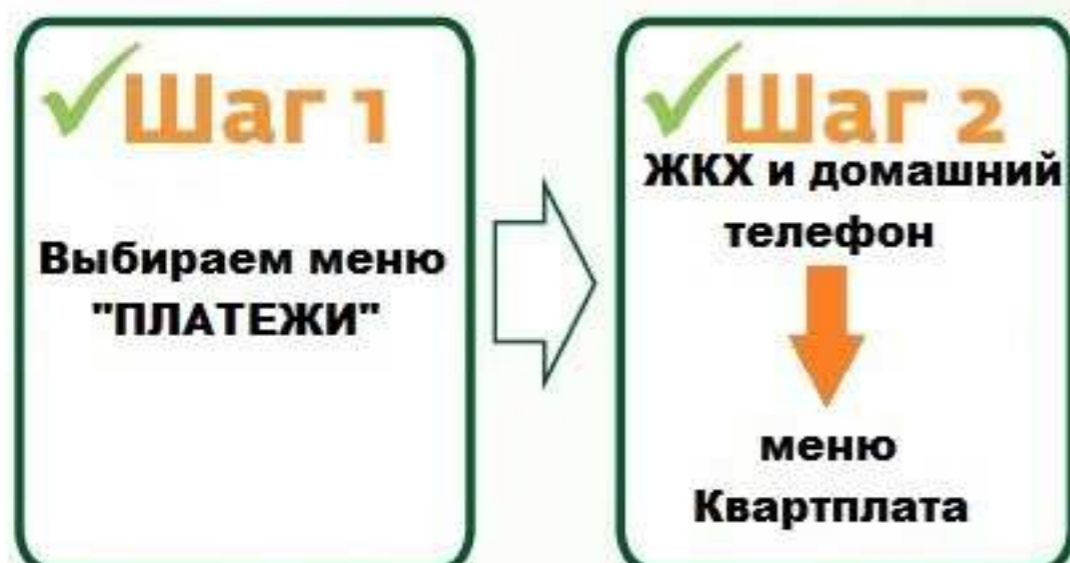 Шаг 1
Выбираем меню
"ПЛАТЕЖИ"
Шаг 2
ЖКХ и домашний
телефон
меню
Квартплата